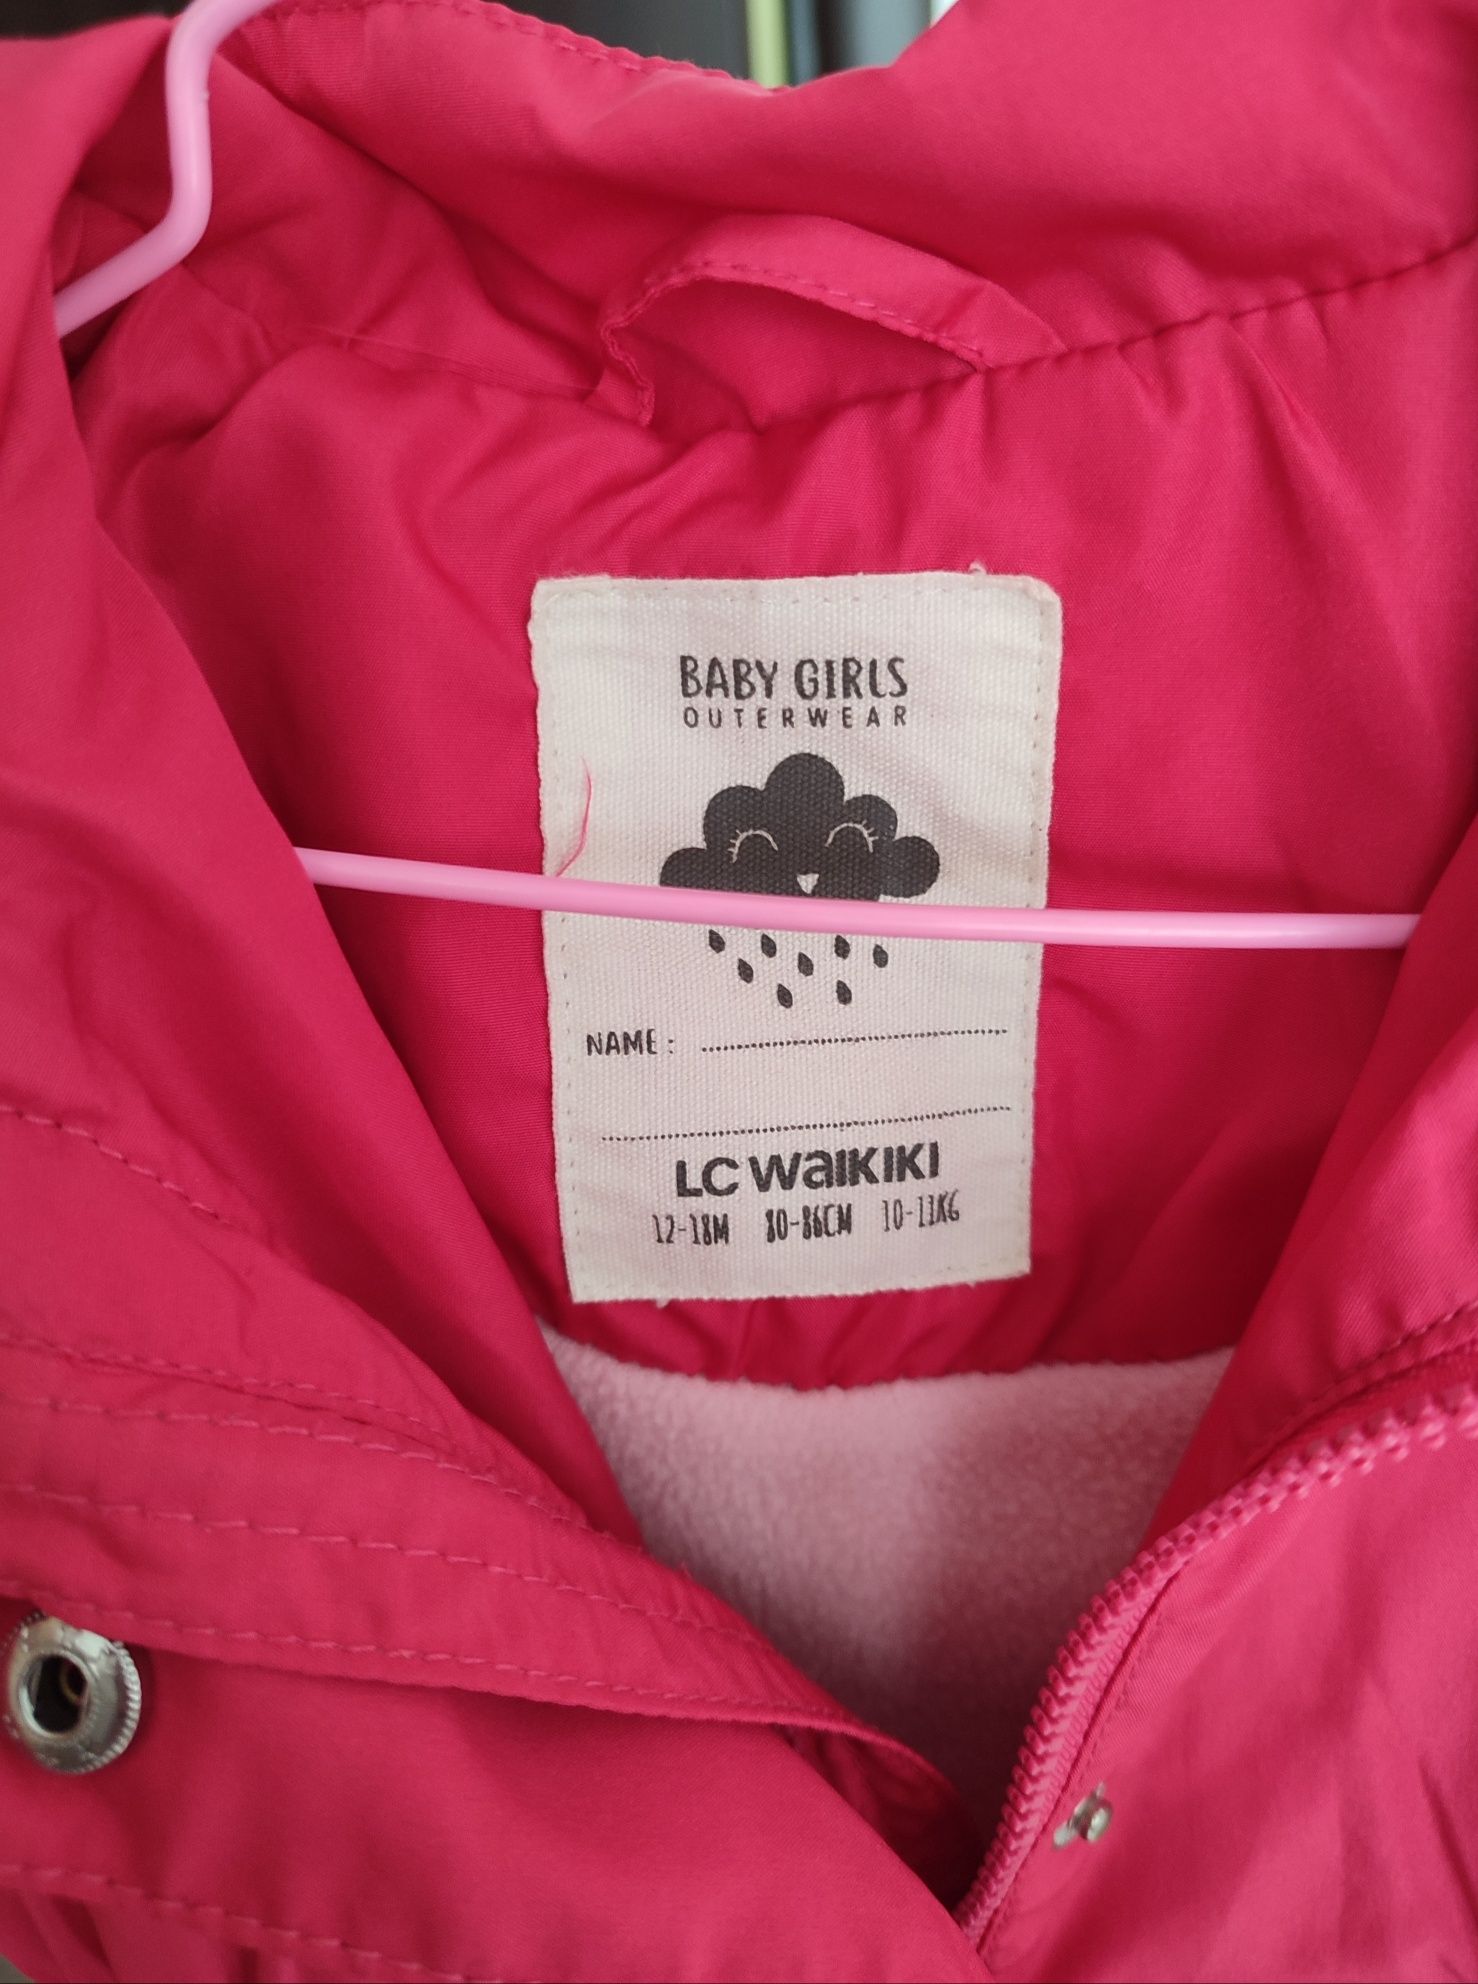 BABY GIRLS
OUTERWEAR
NAME :
LC WAIKIKI
12-18M 80-86CM 10-11KG